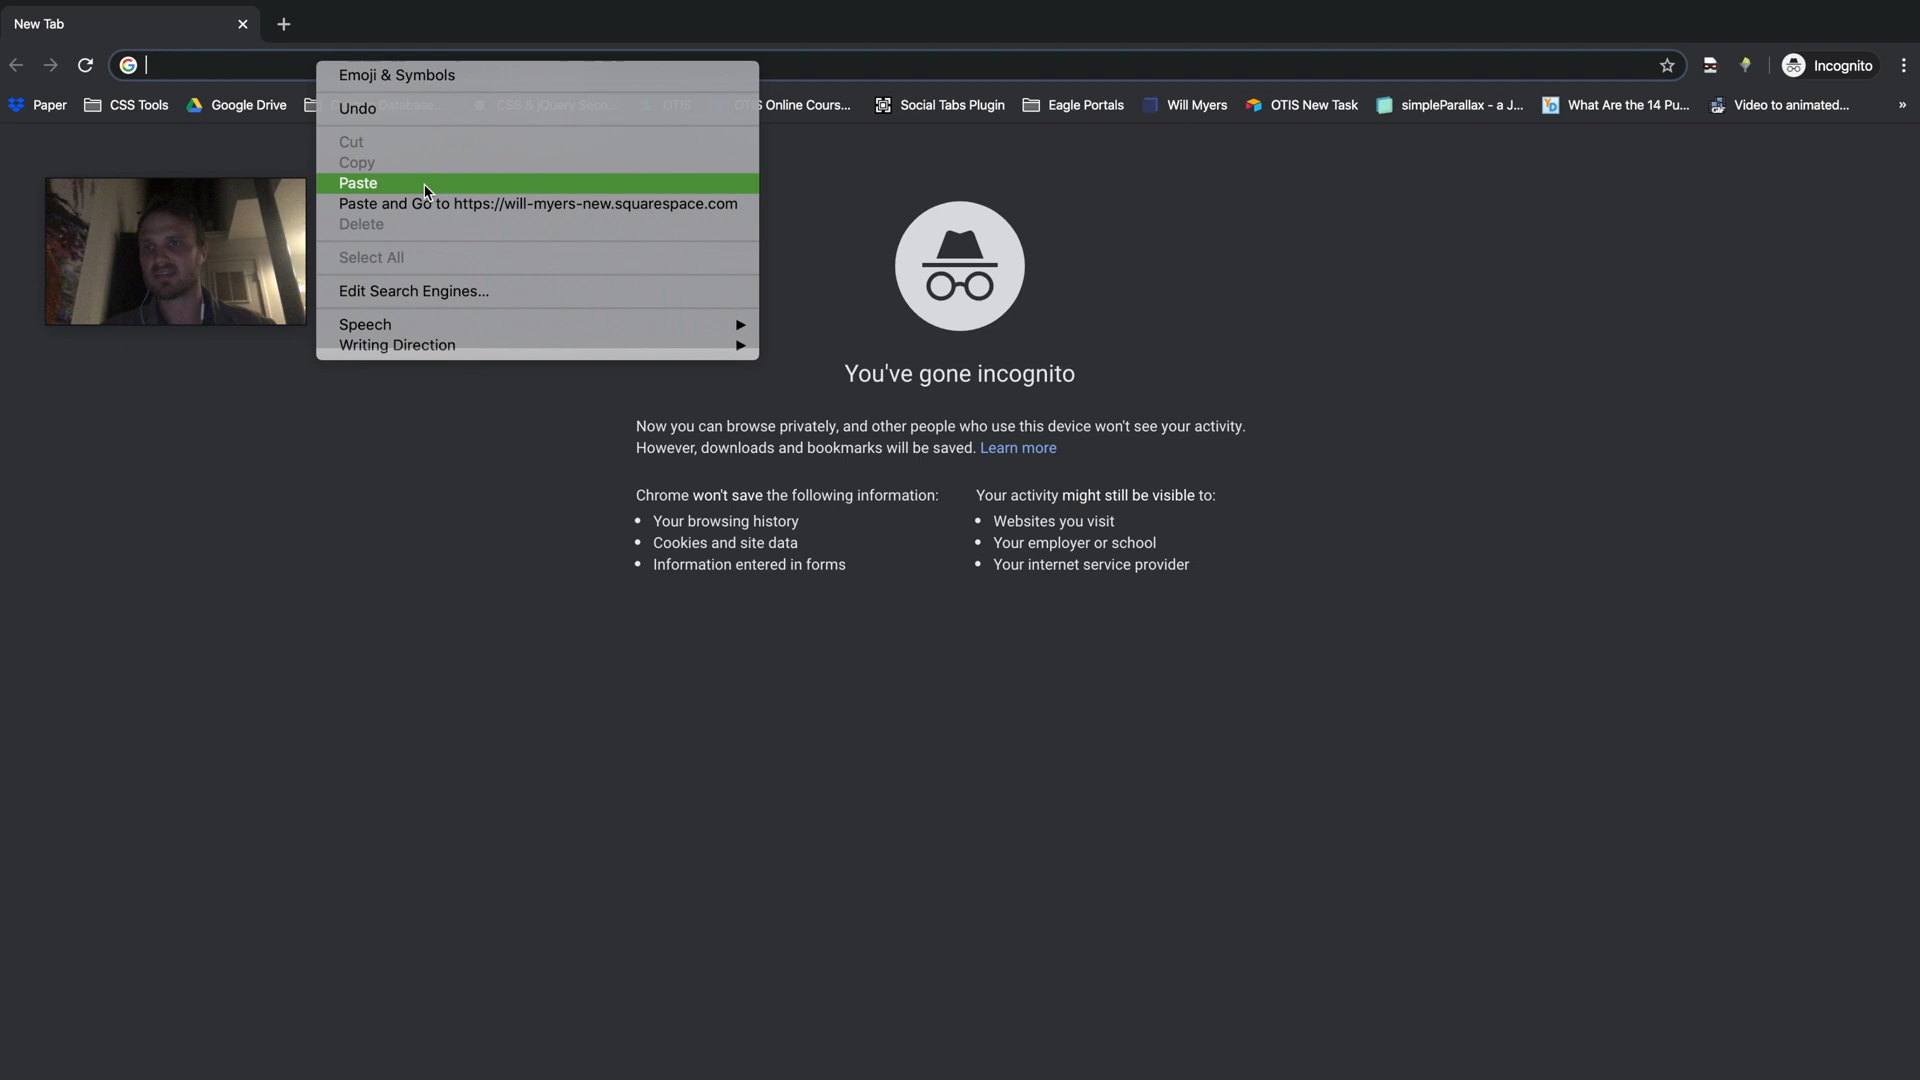 New Tab
Incognito
Paper
CSS Tools
Google Drive
Database...
CSS & jQuery Seco...
OTIS
OTIS Online Cours...
Social Tabs Plugin
Eagle Portals
Will Myers
OTIS New Task
simpleParallax - a J...
What Are the 14 Pu...
Video to animated...
»
Emoji & Symbols
Undo
Cut
Copy
Paste
Paste and Go to https://will-myers-new.squarespace.com
Delete
Select All
Edit Search Engines...
Speech
Writing Direction
You've gone incognito
Now you can browse privately, and other people who use this device won't see your activity.
However, downloads and bookmarks will be saved. Learn more
Chrome won't save the following information:
• Your browsing history
• Cookies and site data
• Information entered in forms
Your activity might still be visible to:
• Websites you visit
• Your employer or school
• Your internet service provider